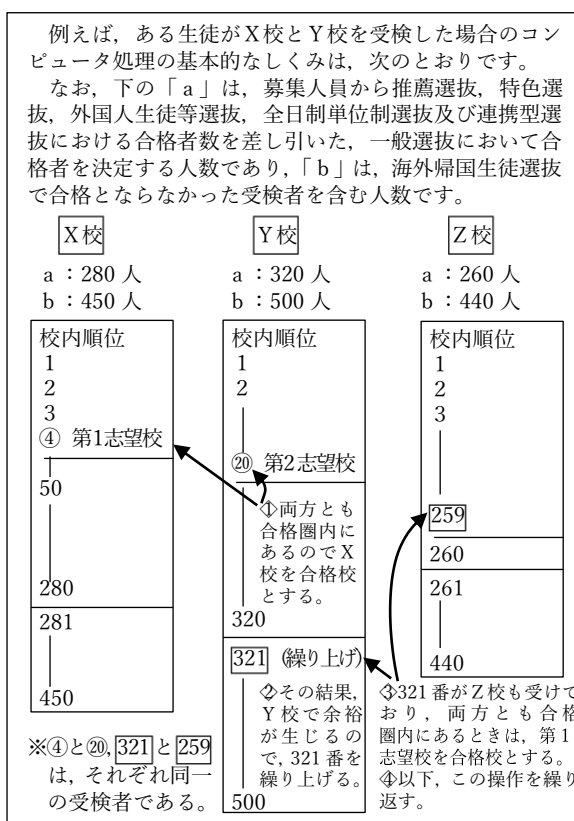 例えば，ある生徒がＸ校とＹ校を受検した場合のコン
ピュータ処理の基本的なしくみは，次のとおりです。
なお，下の「ａ」は，募集人員から推薦選抜，特色選
抜，外国人生徒等選抜，全日制単位制選抜及び連携型選
抜における合格者数を差し引いた，一般選抜において合
格者を決定する人数であり，「ｂ」は，海外帰国生徒選抜
で合格とならなかった受検者を含む人数です。
Ｘ校
ａ：280人
ｂ：450人
校内順位
1
2
3
④ 第1志望校
50
280
281
450
※④と⑳，321と259
は，それぞれ同一
の受検者である。
Ｙ校
ａ：320人
ｂ：500人
校内順位
1
2
⑳ 第2志望校
①両方とも
合格圏内に
あるのでＸ
校を合格校
とする。
320
321 (繰り上げ)
②その結果，
Ｙ校で余裕
が生じるの
で，321番を
繰り上げる。
500
Ｚ校
ａ：260人
ｂ：440人
校内順位
1
2
3
259
260
261
440
③321番がＺ校も受けて
おり，両方とも合格
圏内にあるときは，第1
志望校を合格校とする。
④以下，この操作を繰り
返す。